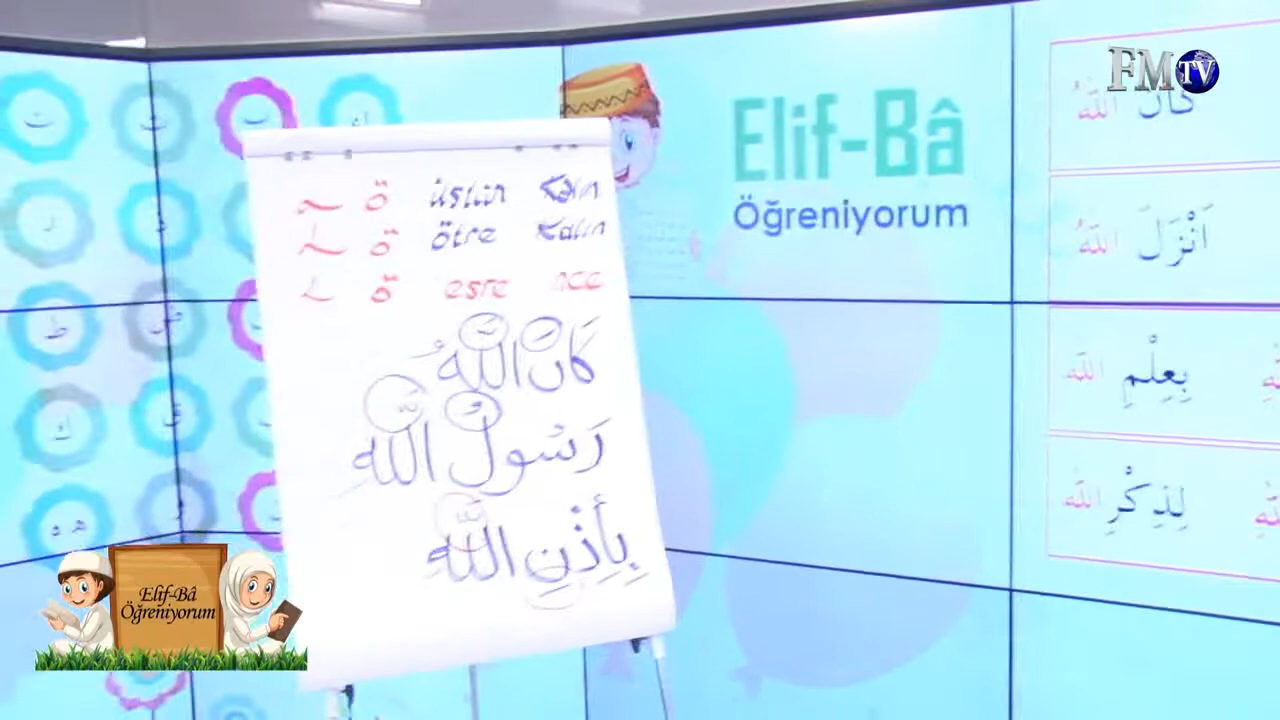 FM TV
Elif-Bâ
Öğreniyorum
ـَ ö üstün Kalın
ـُ ö ötre Kalın
ـِ ö esre ince
كَانَ اللّٰهُ
رَسُولُ اللّٰهِ
بِأِذْنِ اللّٰهِ
كَانَ اللّٰهُ
اَنْزَلَ اللّٰهُ
بِعِلْمِ اللّٰهِ
لِذِكْرِ اللّٰهِ
ط
ك
ه ه
Elif-Bâ
Öğreniyorum